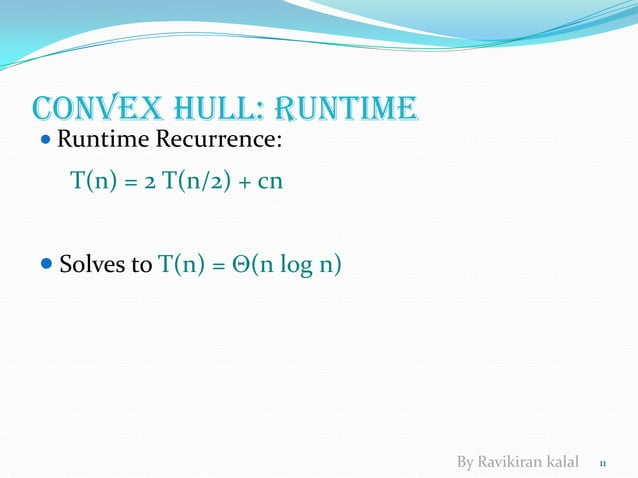 CONVEX HULL: RUNTIME
• Runtime Recurrence:
T(n) = 2 T(n/2) + cn
• Solves to T(n) = Θ(n log n)
By Ravikiran kalal 11